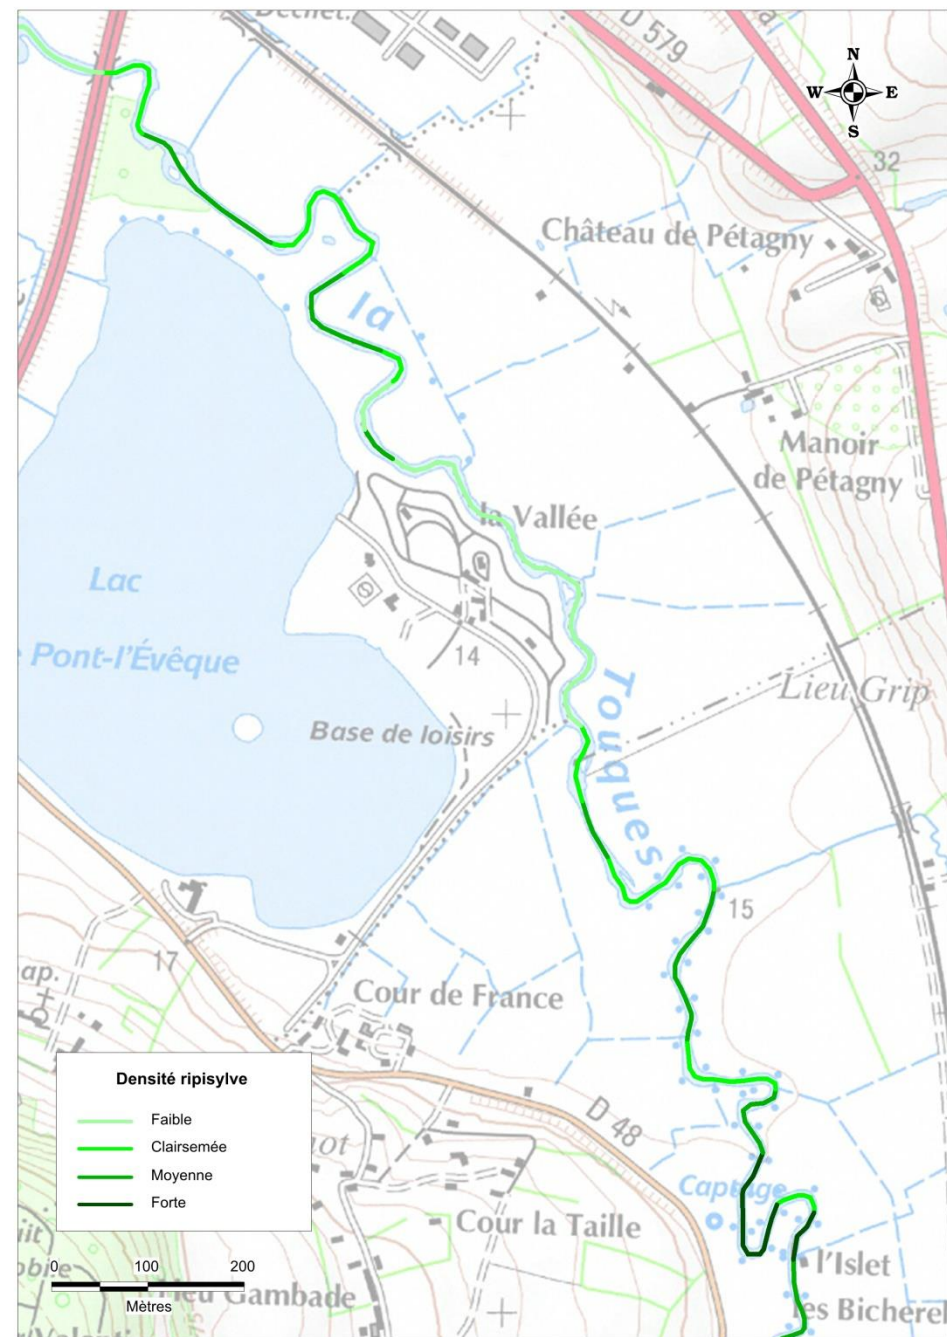 Déchet.
D 579
N
W E
S
32
Château de Pétagny
la
Manoir
de Pétagny
la Vallée
Lac
Pont-l'Évêque
14
Touques
Lieu Grip
Base de loisirs
15
17
Cour de France
Densité ripisylve
Faible
Clairsemée
Moyenne
Forte
D 48
Captage
Cour la Taille
l'Islet
les Bicherel
0 100 200
Mètres
Gambade